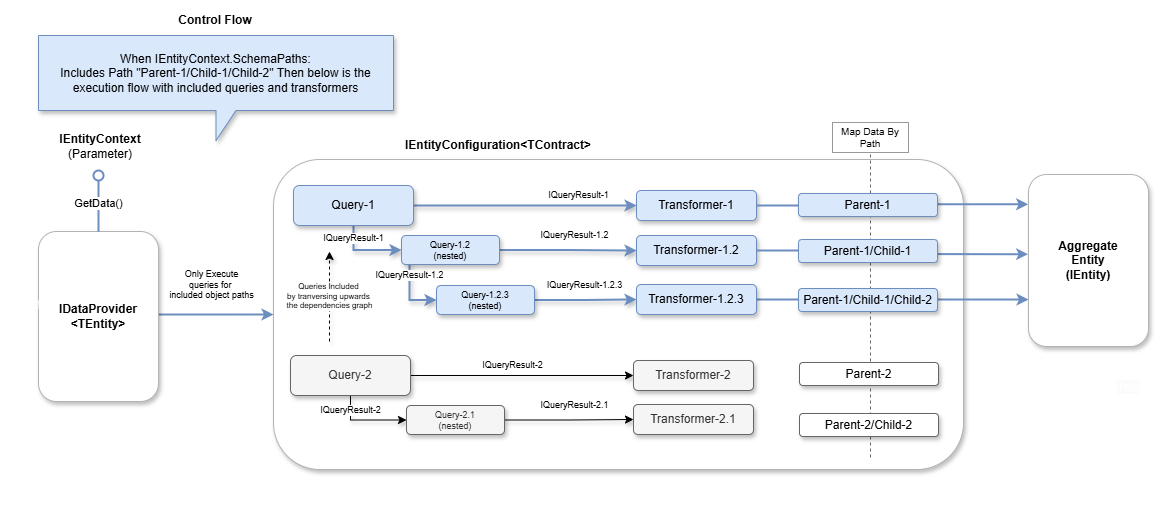 Control Flow
When IEntityContext.SchemaPaths:
Includes Path "Parent-1/Child-1/Child-2" Then below is the
execution flow with included queries and transformers
IEntityContext
(Parameter)
GetData()
IDataProvider
<TEntity>
Only Execute
queries for
included object paths
IEntityConfiguration<TContract>
Map Data By
Path
Query-1
IQueryResult-1
Transformer-1
Parent-1
IQueryResult-1
Query-1.2
(nested)
IQueryResult-1.2
Transformer-1.2
Parent-1/Child-1
IQueryResult-1.2
Query-1.2.3
(nested)
IQueryResult-1.2.3
Transformer-1.2.3
Parent-1/Child-1/Child-2
Queries Included
by tranversing upwards
the dependencies graph
Query-2
IQueryResult-2
Transformer-2
Parent-2
IQueryResult-2
Query-2.1
(nested)
IQueryResult-2.1
Transformer-2.1
Parent-2/Child-2
Aggregate
Entity
(IEntity)